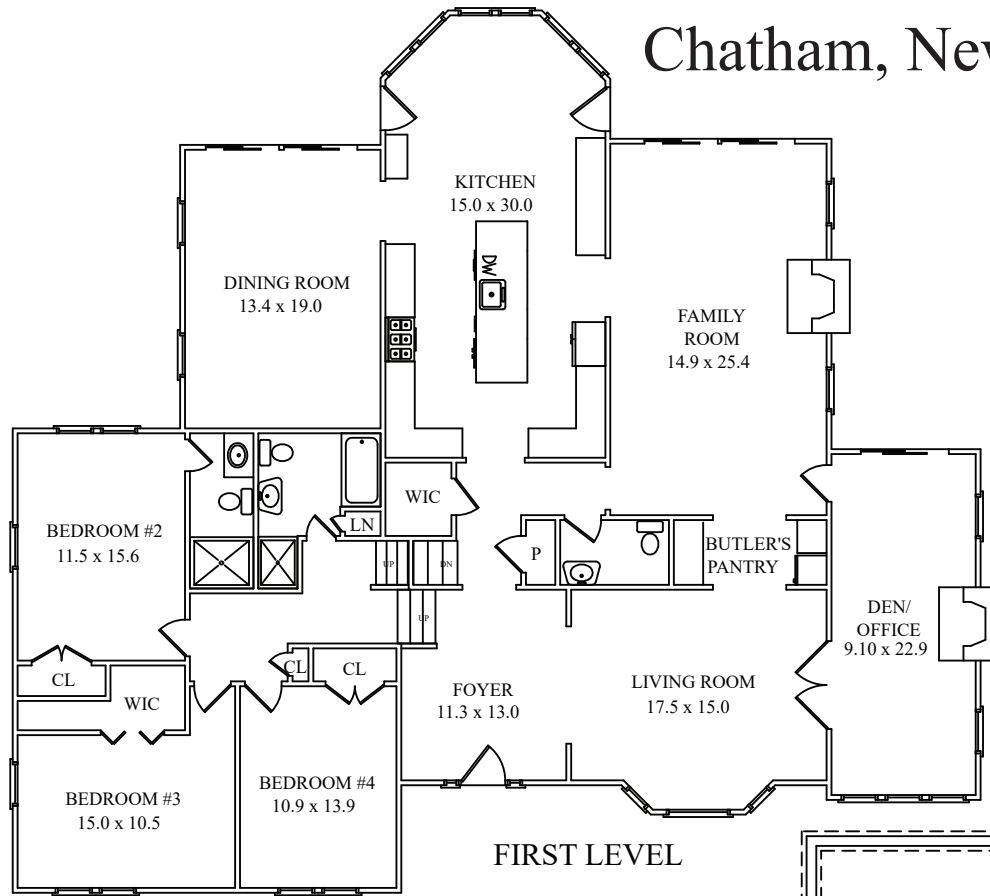 Chatham, Nev
KITCHEN
15.0 x 30.0
DW
DINING ROOM
13.4 x 19.0
FAMILY
ROOM
14.9 x 25.4
WIC
LN
BEDROOM #2
11.5 x 15.6
UP
DN
UP
P
BUTLER'S
PANTRY
DEN/
OFFICE
9.10 x 22.9
CL
WIC
CL
CL
FOYER
11.3 x 13.0
LIVING ROOM
17.5 x 15.0
BEDROOM #3
15.0 x 10.5
BEDROOM #4
10.9 x 13.9
FIRST LEVEL